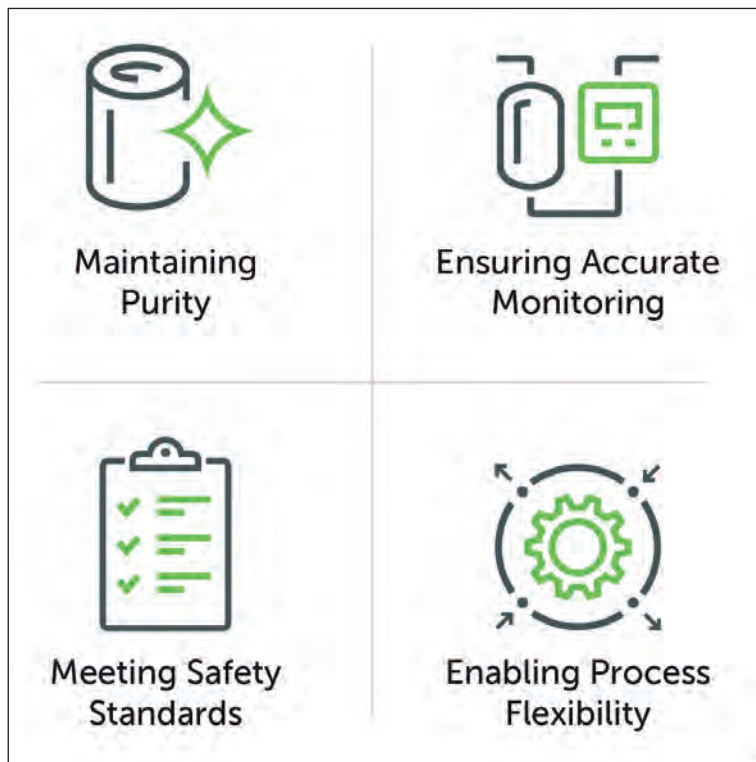 Maintaining
Purity
Ensuring Accurate
Monitoring
Meeting Safety
Standards
Enabling Process
Flexibility